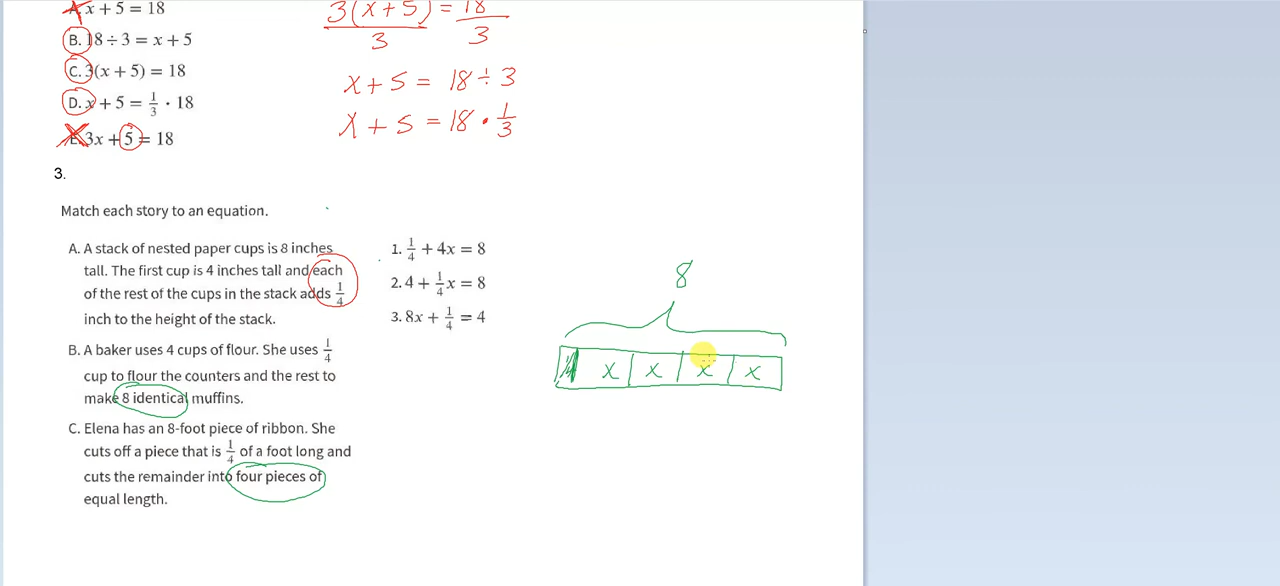 A. x + 5 = 18
B. 18 ÷ 3 = x + 5
C. 3(x + 5) = 18
D. x + 5 = 1/3 · 18
E. 3x + 5 = 18
3(x+5) = 18
3 3
x + 5 = 18 ÷ 3
x + 5 = 18 · 1/3
3.
Match each story to an equation.
A. A stack of nested paper cups is 8 inches
tall. The first cup is 4 inches tall and each
of the rest of the cups in the stack adds 1/4
inch to the height of the stack.
B. A baker uses 4 cups of flour. She uses 1/4
cup to flour the counters and the rest to
make 8 identical muffins.
C. Elena has an 8-foot piece of ribbon. She
cuts off a piece that is 1/4 of a foot long and
cuts the remainder into four pieces of
equal length.
1. 1/4 + 4x = 8
2. 4 + 1/4x = 8
3. 8x + 1/4 = 4
8
x x x x